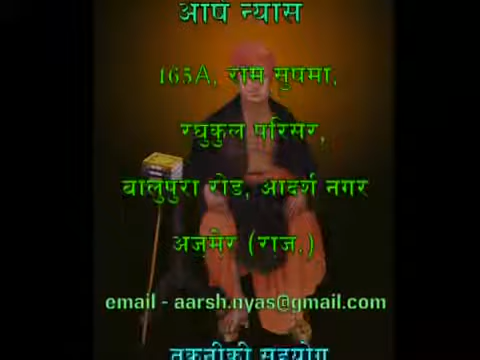 आर्ष न्यास
165A, राम सुषमा,
रघुकुल परिसर,
बालुपुरा रोड, आदर्श नगर
अजमेर (राज.)
email - aarsh.nyas@gmail.com
तकनीकी सहयोग